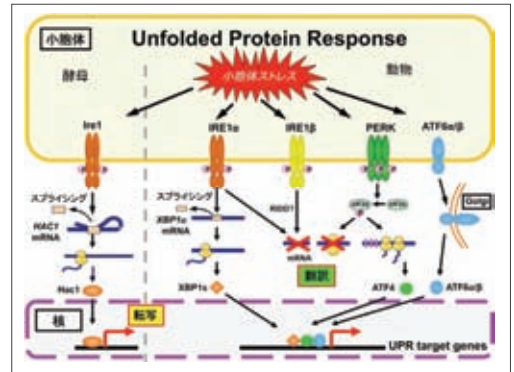 小胞体
Unfolded Protein Response
酵母
小胞体ストレス
動物
Ire1
IRE1α
IRE1β
PERK
ATF6α/β
スプライシング
HAC1
mRNA
スプライシング
XBP1u
mRNA
RIDD?
mRNA
eIF2α
eIF2α
Golgi
翻訳
Hac1
XBP1s
ATF4
ATF6α/β
核
転写
UPR target genes